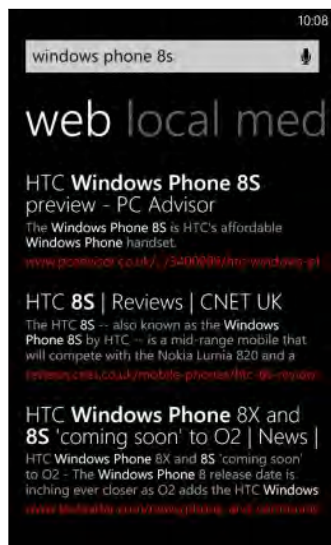 10:08
windows phone 8s
web local med
HTC Windows Phone 8S
preview - PC Advisor
The Windows Phone 8S is HTC's affordable
Windows Phone handset.
HTC 8S | Reviews | CNET UK
The HTC 8S -- also known as the Windows
Phone 8S by HTC -- is a mid-range mobile that
will compete with the Nokia Lumia 820 and a
HTC Windows Phone 8X and
8S 'coming soon' to O2 | News |
HTC Windows Phone 8X and 8S 'coming soon'
to O2 - The Windows Phone 8 release date is
inching ever closer as O2 adds the HTC Windows